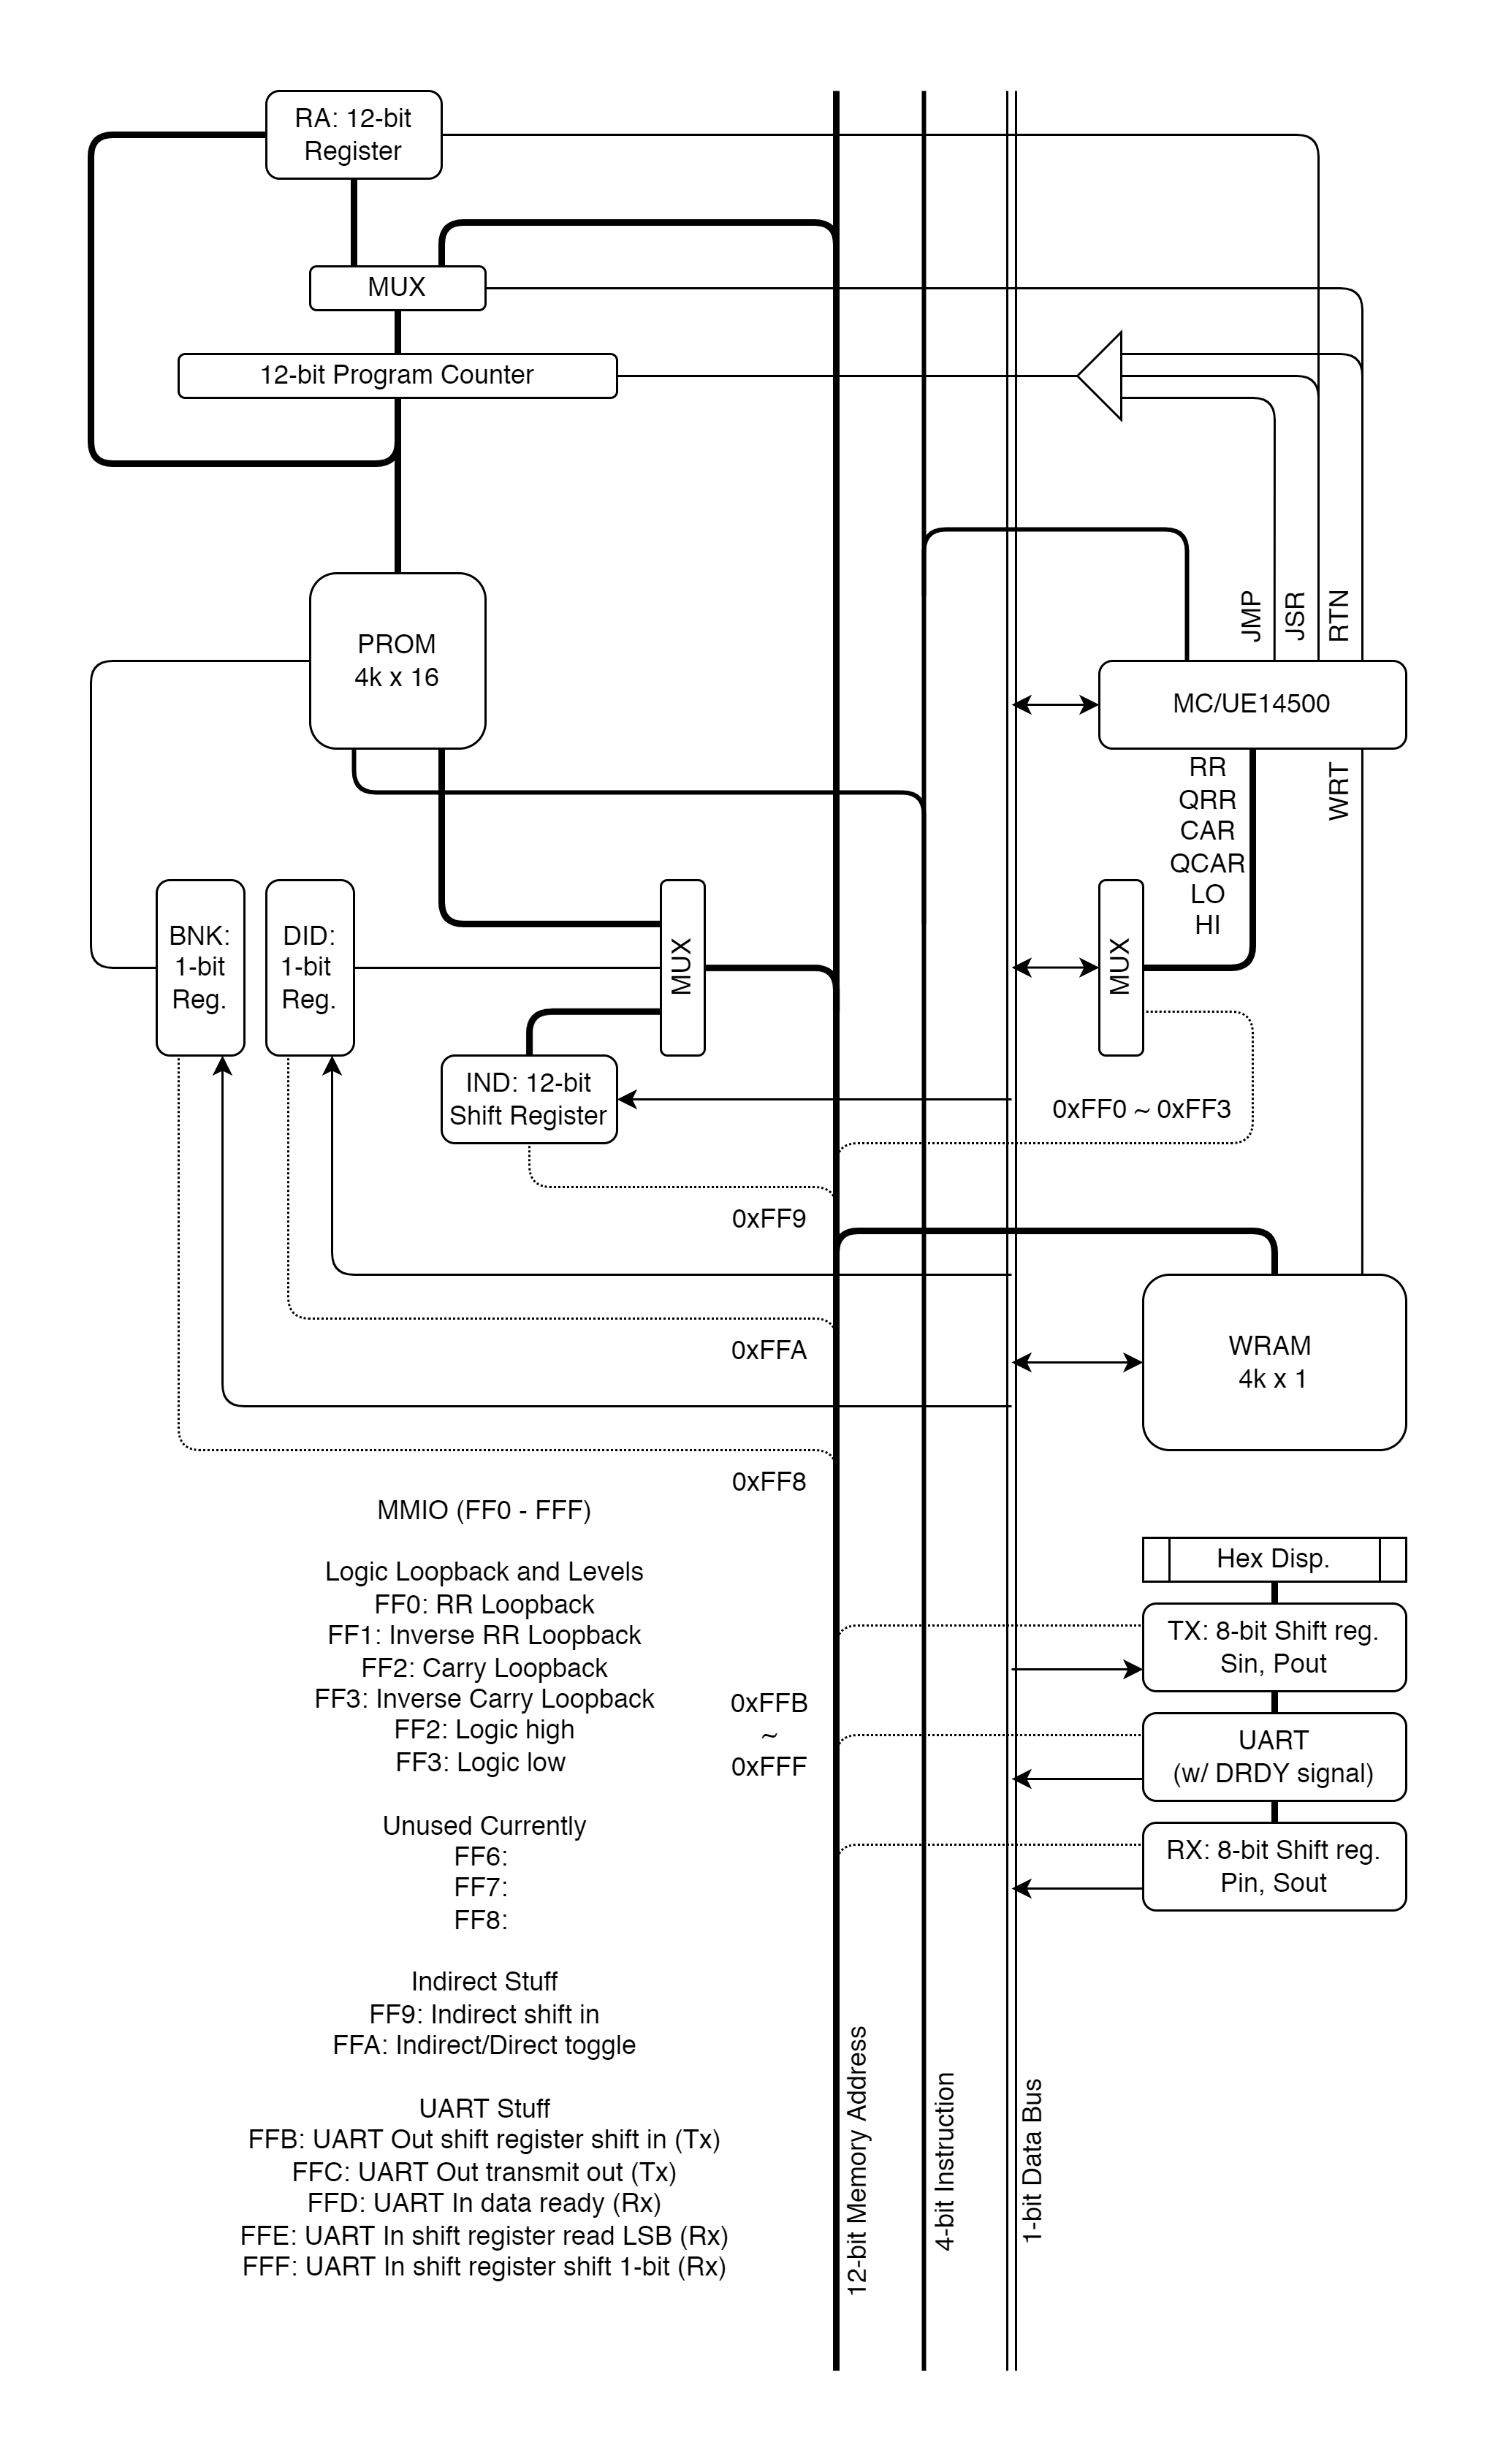 RA: 12-bit
Register
MUX
12-bit Program Counter
JMP
JSR
RTN
PROM
4k x 16
MC/UE14500
RR
QRR
CAR
QCAR
LO
HI
WRT
BNK:
1-bit
Reg.
DID:
1-bit
Reg.
MUX
MUX
IND: 12-bit
Shift Register
0xFF0 ~ 0xFF3
0xFF9
0xFFA
WRAM
4k x 1
0xFF8
MMIO (FF0 - FFF)
Logic Loopback and Levels
FF0: RR Loopback
FF1: Inverse RR Loopback
FF2: Carry Loopback
FF3: Inverse Carry Loopback
FF2: Logic high
FF3: Logic low
0xFFB
~
0xFFF
Hex Disp.
TX: 8-bit Shift reg.
Sin, Pout
UART
(w/ DRDY signal)
RX: 8-bit Shift reg.
Pin, Sout
Unused Currently
FF6:
FF7:
FF8:
Indirect Stuff
FF9: Indirect shift in
FFA: Indirect/Direct toggle
UART Stuff
FFB: UART Out shift register shift in (Tx)
FFC: UART Out transmit out (Tx)
FFD: UART In data ready (Rx)
FFE: UART In shift register read LSB (Rx)
FFF: UART In shift register shift 1-bit (Rx)
12-bit Memory Address
4-bit Instruction
1-bit Data Bus